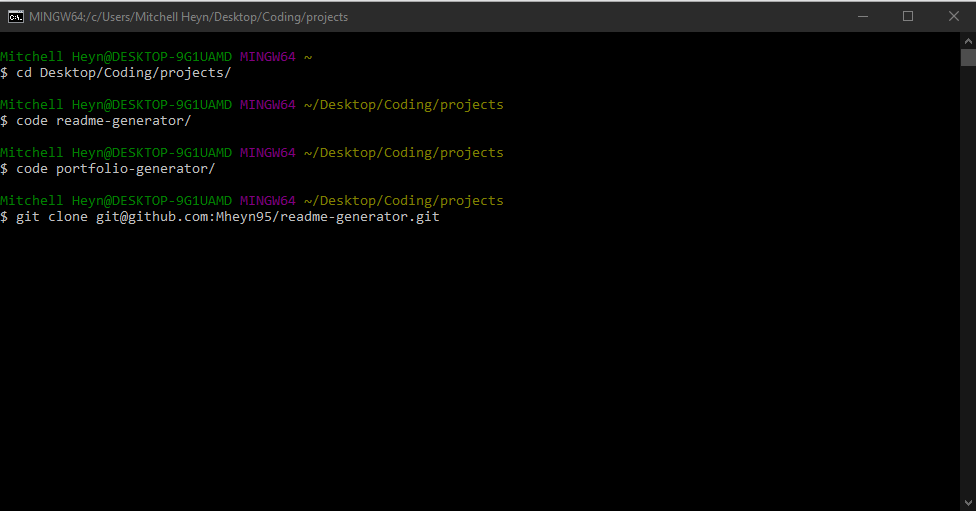 MINGW64:/c/Users/Mitchell Heyn/Desktop/Coding/projects
Mitchell Heyn@DESKTOP-9G1UAMD MINGW64 ~
$ cd Desktop/Coding/projects/
Mitchell Heyn@DESKTOP-9G1UAMD MINGW64 ~/Desktop/Coding/projects
$ code readme-generator/
Mitchell Heyn@DESKTOP-9G1UAMD MINGW64 ~/Desktop/Coding/projects
$ code portfolio-generator/
Mitchell Heyn@DESKTOP-9G1UAMD MINGW64 ~/Desktop/Coding/projects
$ git clone git@github.com:Mheyn95/readme-generator.git